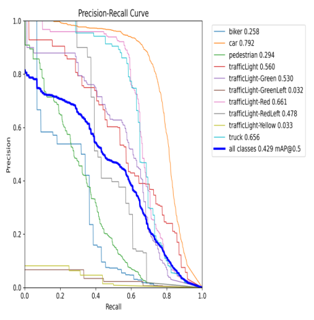 Precision-Recall Curve
biker 0.258
car 0.792
pedestrian 0.294
trafficLight 0.560
trafficLight-Green 0.530
trafficLight-GreenLeft 0.032
trafficLight-Red 0.661
trafficLight-RedLeft 0.478
trafficLight-Yellow 0.033
truck 0.656
all classes 0.429 mAP@0.5
1.0
0.8
0.6
0.4
0.2
0.0
Precision
0.0 0.2 0.4 0.6 0.8 1.0
Recall